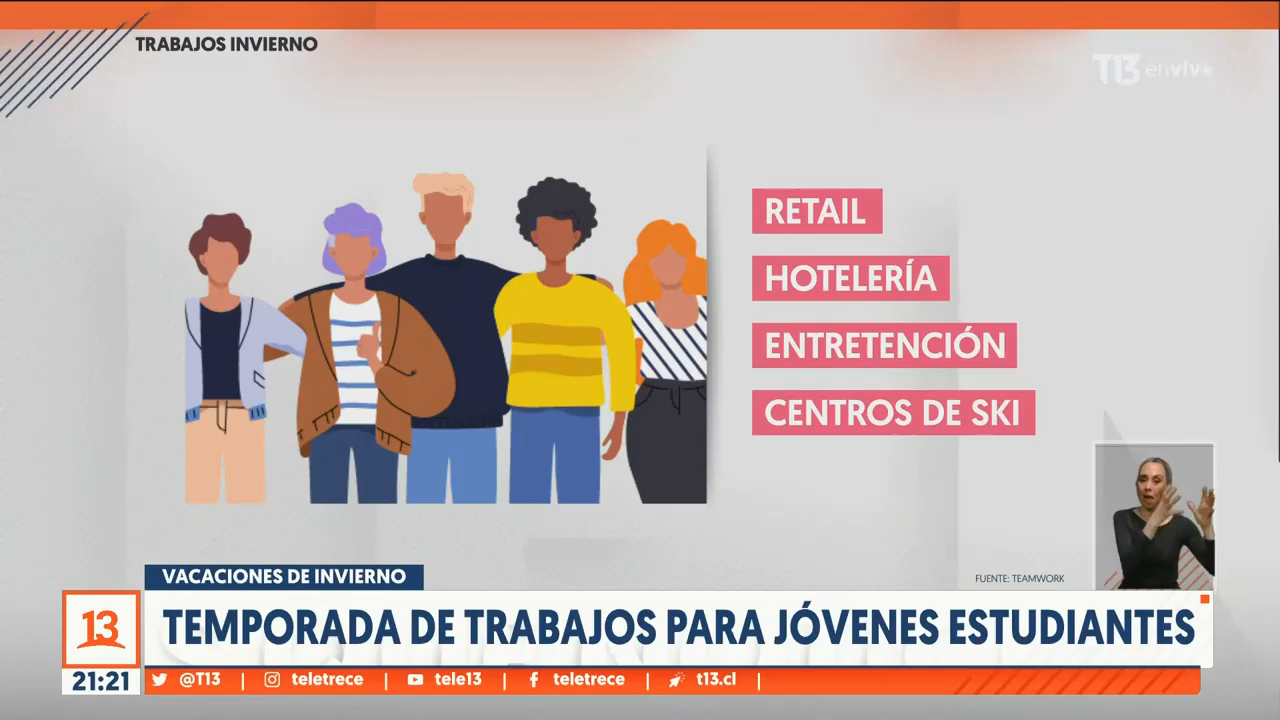 TRABAJOS INVIERNO
T13 envivo
RETAIL
HOTELERÍA
ENTRETENCIÓN
CENTROS DE SKI
FUENTE: TEAMWORK
VACACIONES DE INVIERNO
13
TEMPORADA DE TRABAJOS PARA JÓVENES ESTUDIANTES
21:21
@T13 | teletrece | tele13 | teletrece | t13.cl |